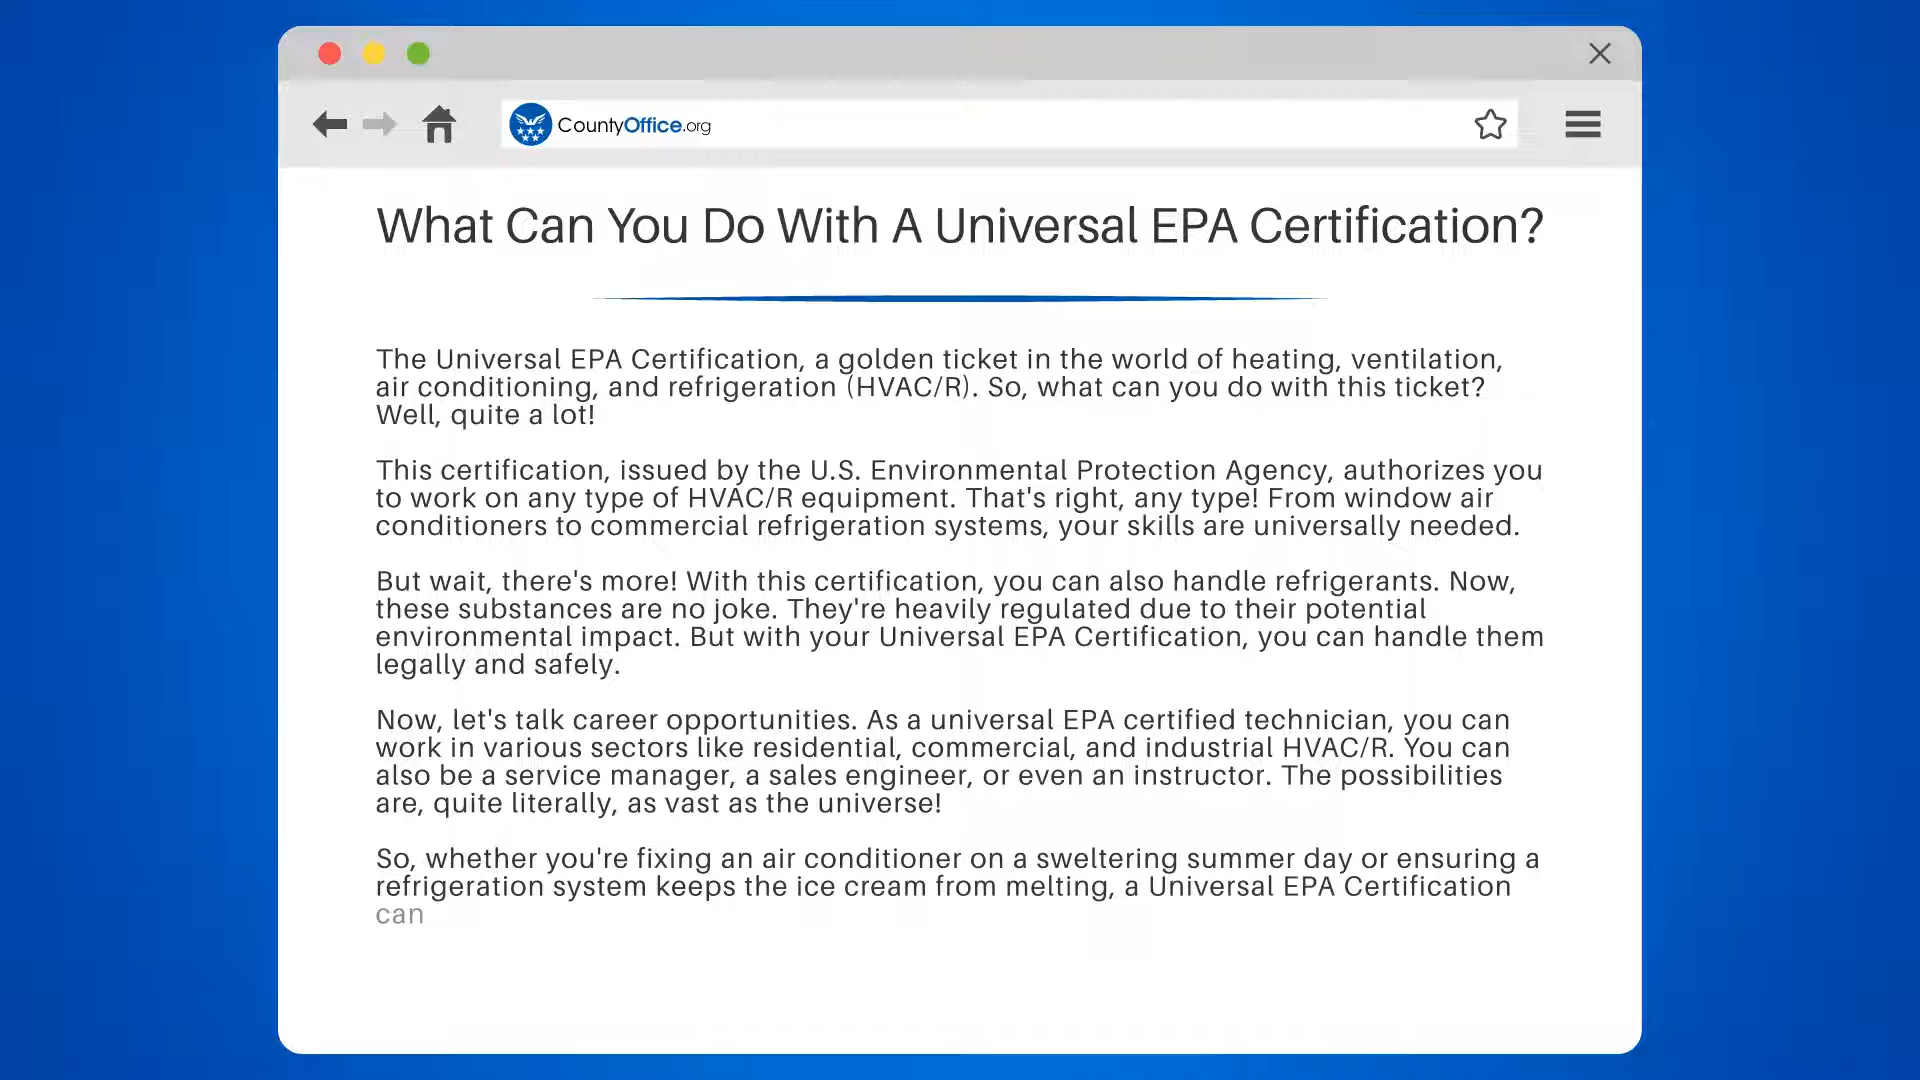 CountyOffice.org
What Can You Do With A Universal EPA Certification?
The Universal EPA Certification, a golden ticket in the world of heating, ventilation,
air conditioning, and refrigeration (HVAC/R). So, what can you do with this ticket?
Well, quite a lot!
This certification, issued by the U.S. Environmental Protection Agency, authorizes you
to work on any type of HVAC/R equipment. That's right, any type! From window air
conditioners to commercial refrigeration systems, your skills are universally needed.
But wait, there's more! With this certification, you can also handle refrigerants. Now,
these substances are no joke. They're heavily regulated due to their potential
environmental impact. But with your Universal EPA Certification, you can handle them
legally and safely.
Now, let's talk career opportunities. As a universal EPA certified technician, you can
work in various sectors like residential, commercial, and industrial HVAC/R. You can
also be a service manager, a sales engineer, or even an instructor. The possibilities
are, quite literally, as vast as the universe!
So, whether you're fixing an air conditioner on a sweltering summer day or ensuring a
refrigeration system keeps the ice cream from melting, a Universal EPA Certification
can